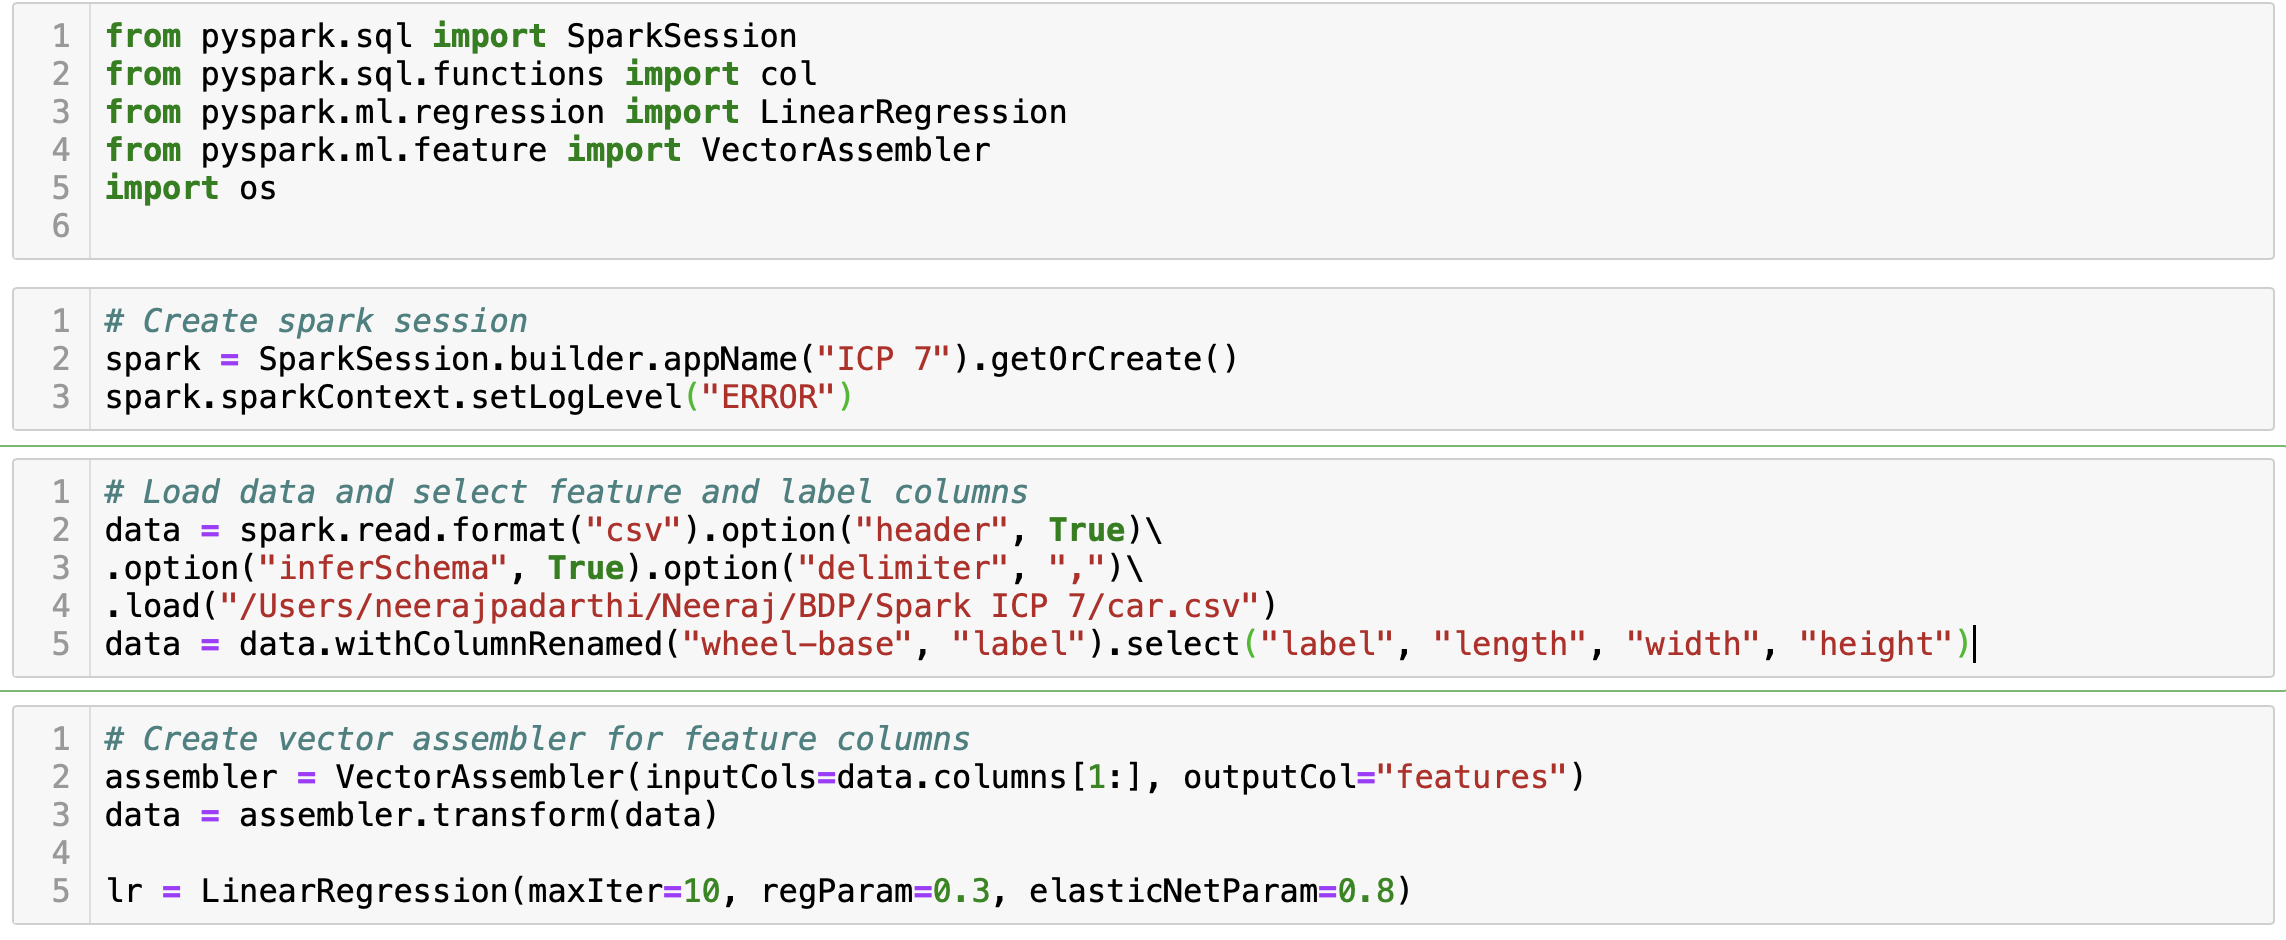 1 from pyspark.sql import SparkSession
2 from pyspark.sql.functions import col
3 from pyspark.ml.regression import LinearRegression
4 from pyspark.ml.feature import VectorAssembler
5 import os
6
1 # Create spark session
2 spark = SparkSession.builder.appName("ICP 7").getOrCreate()
3 spark.sparkContext.setLogLevel("ERROR")
1 # Load data and select feature and label columns
2 data = spark.read.format("csv").option("header", True)\
3 .option("inferSchema", True).option("delimiter", ",")\
4 .load("/Users/neerajpadarthi/Neeraj/BDP/Spark ICP 7/car.csv")
5 data = data.withColumnRenamed("wheel-base", "label").select("label", "length", "width", "height")
1 # Create vector assembler for feature columns
2 assembler = VectorAssembler(inputCols=data.columns[1:], outputCol="features")
3 data = assembler.transform(data)
4
5 lr = LinearRegression(maxIter=10, regParam=0.3, elasticNetParam=0.8)